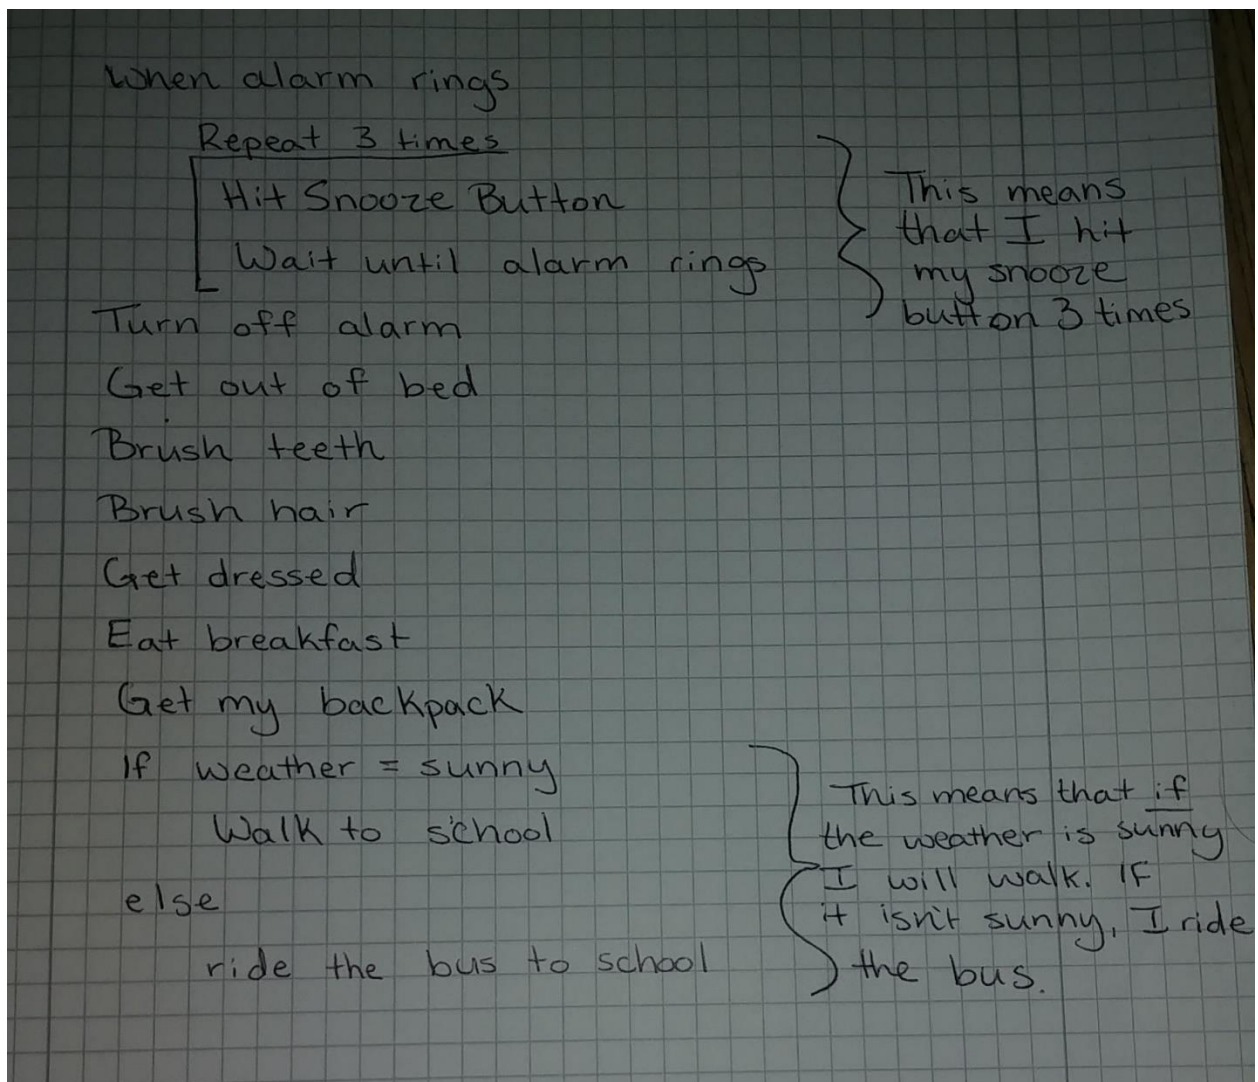 When alarm rings
Repeat 3 times
Hit Snooze Button
Wait until alarm rings
This means
that I hit
my snooze
button 3 times
Turn off alarm
Get out of bed
Brush teeth
Brush hair
Get dressed
Eat breakfast
Get my backpack
If weather = sunny
Walk to school
else
ride the bus to school
This means that if
the weather is sunny
I will walk. If
it isn't sunny, I ride
the bus.